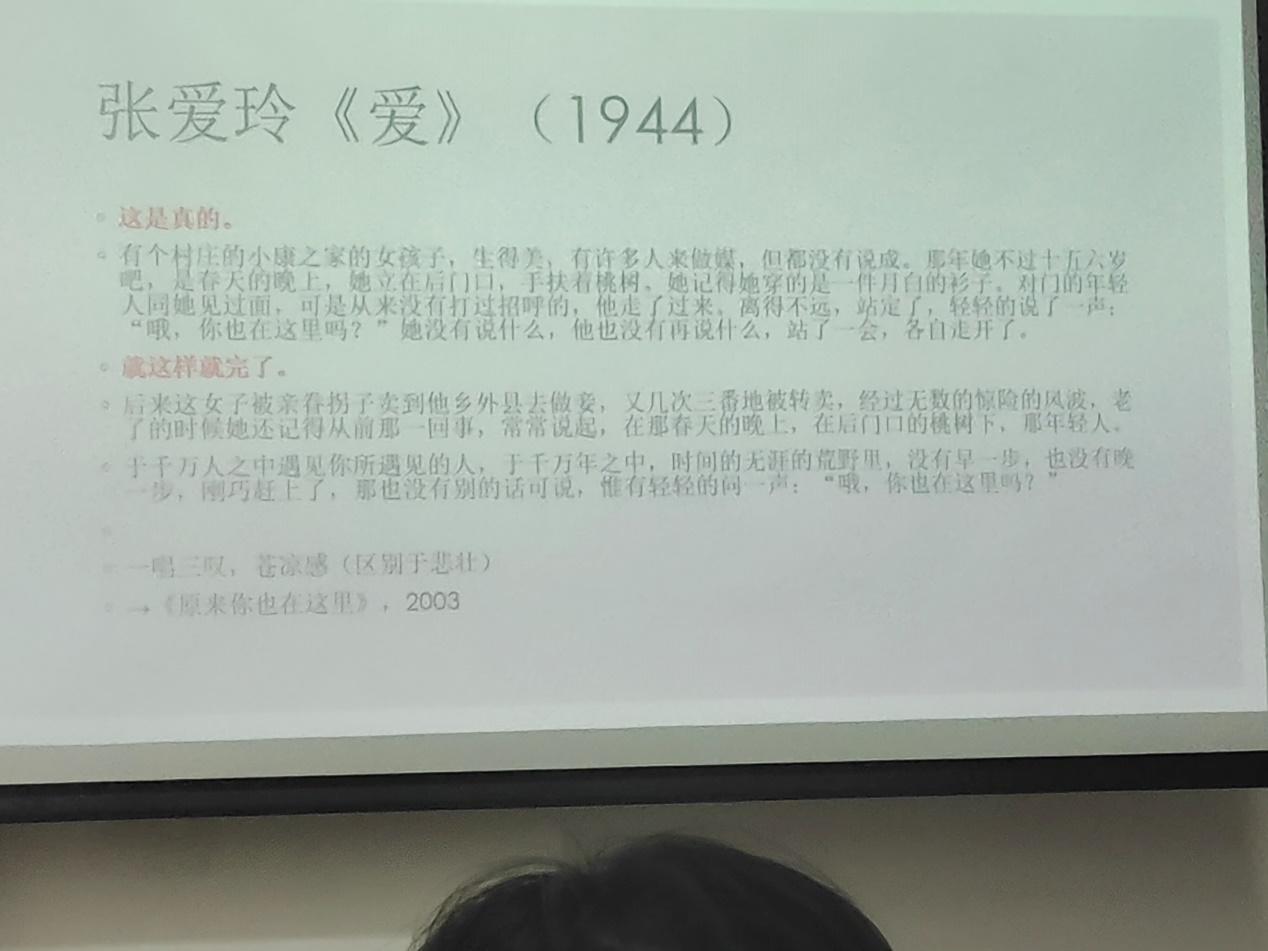 张爱玲《爱》（1944）
这是真的。
有个村庄的小康之家的女孩子，生得美，有许多人来做媒，但都没有说成。那年她不过十五六岁
吧，是春天的晚上，她立在后门口，手扶着桃树。她记得她穿的是一件月白的衫子。对门的年轻
人同她见过面，可是从来没有打过招呼的，他走了过来。离得不远，站定了，轻轻的说了一声：
“哦，你也在这里吗？”她没有说什么，他也没有再说什么，站了一会，各自走开了。
就这样就完了。
后来这女子被亲眷拐子卖到他乡外县去做妾，又几次三番地被转卖，经过无数的惊险的风波，老
了的时候她还记得从前那一回事，常常说起，在那春天的晚上，在后门口的桃树下，那年轻人。
于千万人之中遇见你所遇见的人，于千万年之中，时间的无涯的荒野里，没有早一步，也没有晚
一步，刚巧赶上了，那也没有别的话可说，惟有轻轻的问一声：“哦，你也在这里吗？”
一唱三叹，苍凉感（区别于悲壮）
→《原来你也在这里》，2003